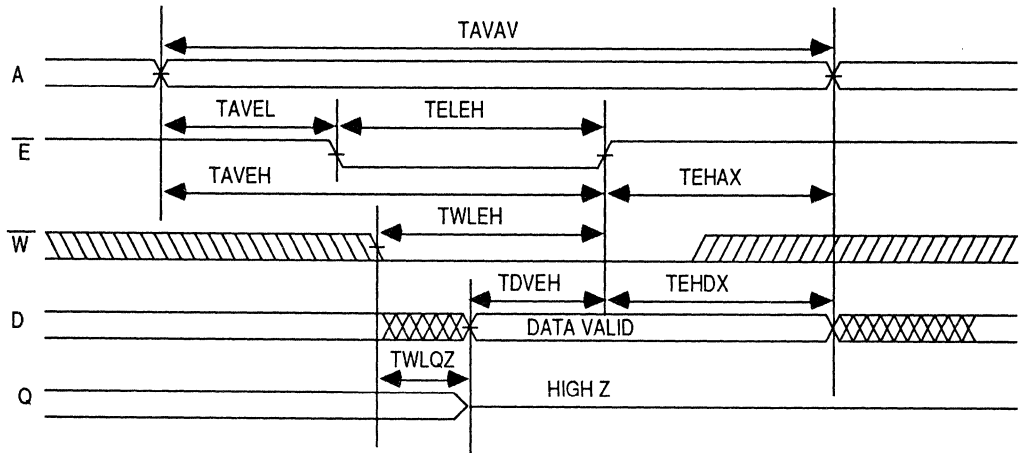 TAVAV
A
TAVEL TELEH
E
TAVEH TEHAX
TWLEH
W
TDVEH TEHDX
D DATA VALID
TWLQZ
Q HIGH Z